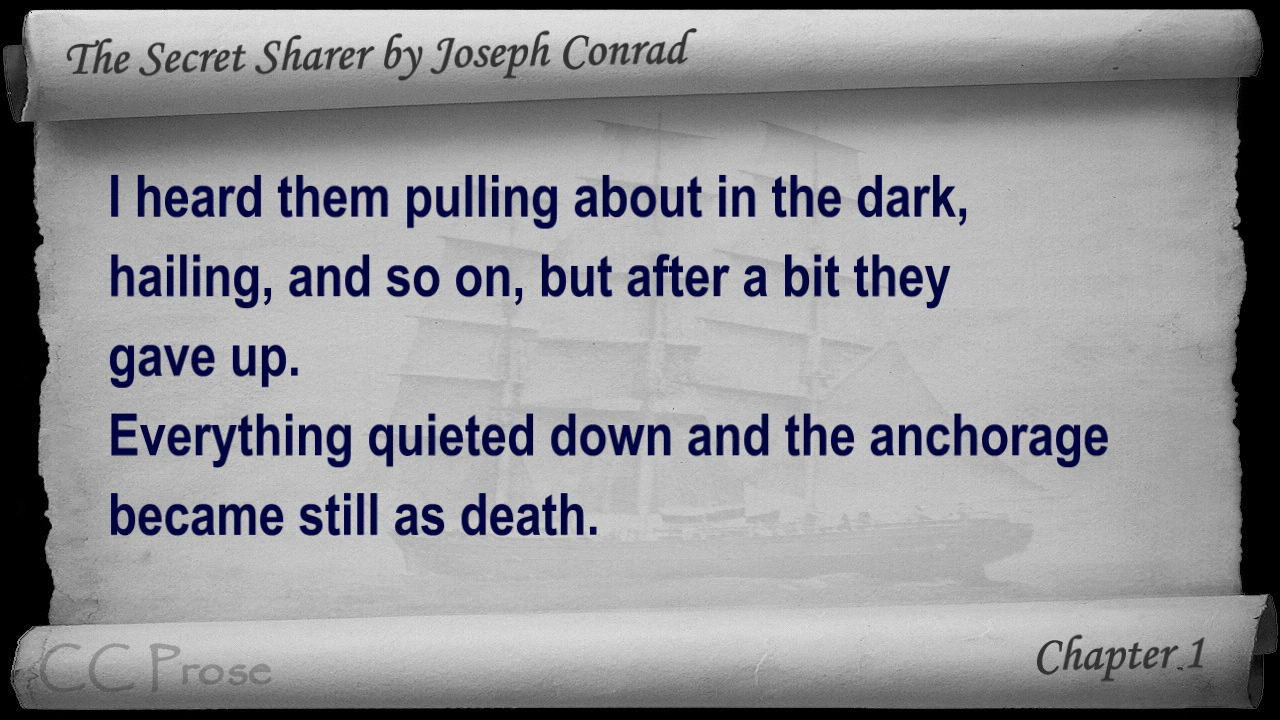 The Secret Sharer by Joseph Conrad
I heard them pulling about in the dark,
hailing, and so on, but after a bit they
gave up.
Everything quieted down and the anchorage
became still as death.
CC Prose
Chapter 1